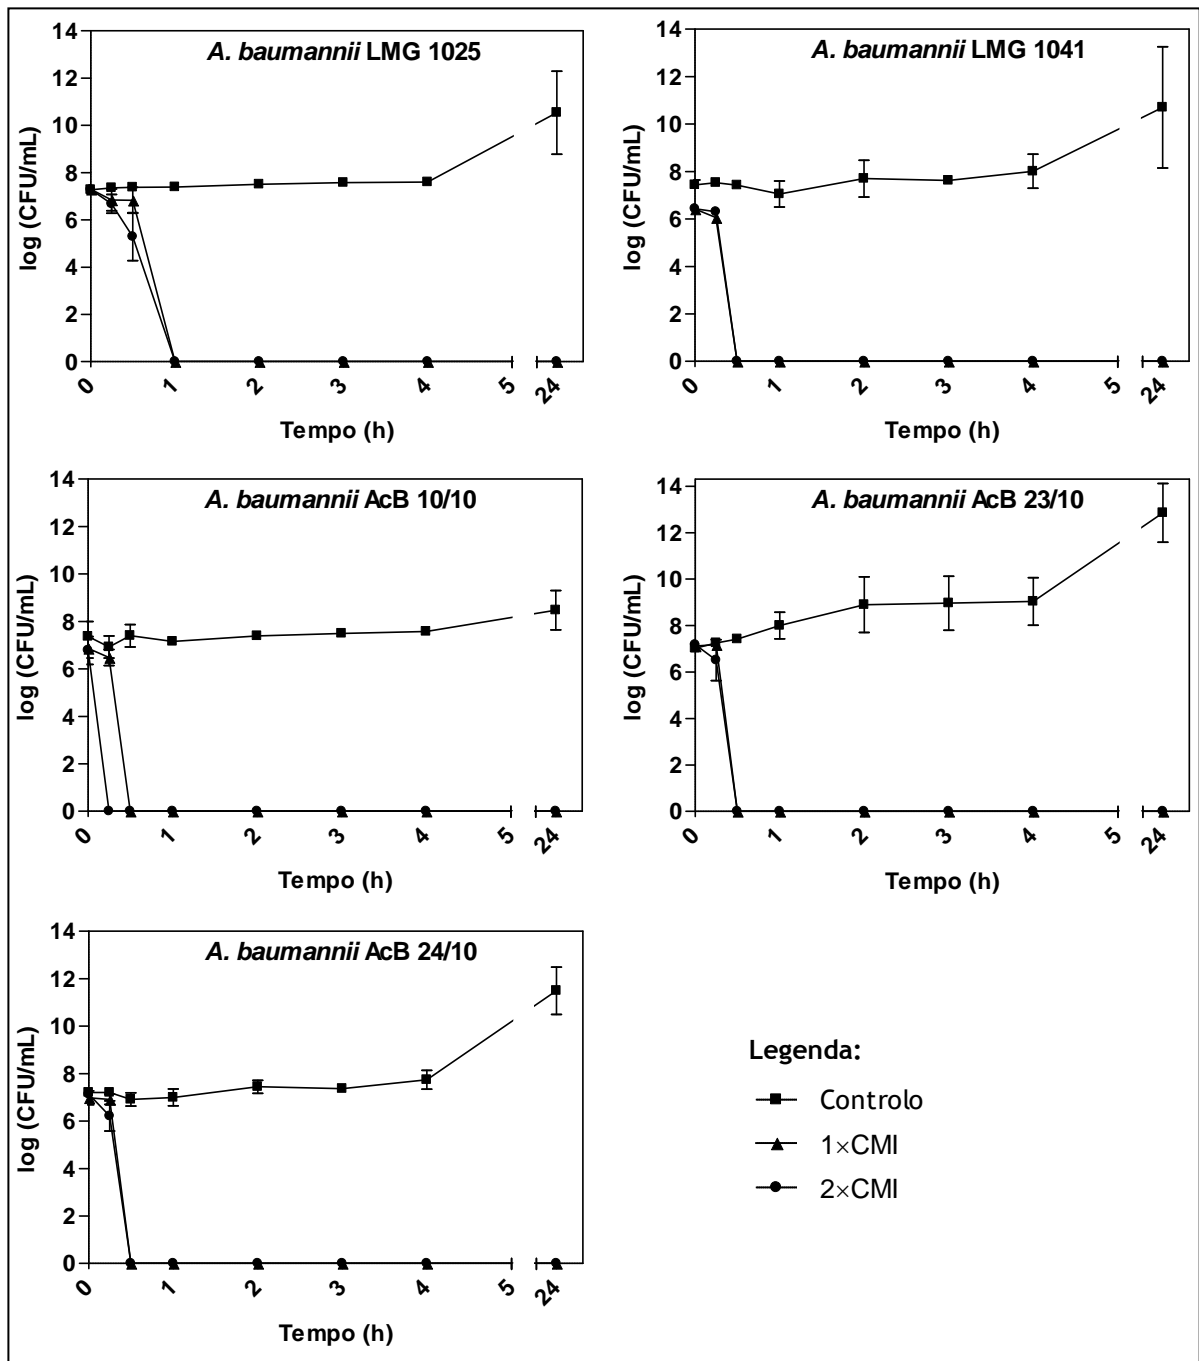 A. baumannii LMG 1025
14
12
10
8
6
4
2
0
log (CFU/mL)
0 1 2 3 4 5 24
Tempo (h)
A. baumannii LMG 1041
14
12
10
8
6
4
2
0
log (CFU/mL)
0 1 2 3 4 5 24
Tempo (h)
A. baumannii AcB 10/10
14
12
10
8
6
4
2
0
log (CFU/mL)
0 1 2 3 4 5 24
Tempo (h)
A. baumannii AcB 23/10
14
12
10
8
6
4
2
0
log (CFU/mL)
0 1 2 3 4 5 24
Tempo (h)
A. baumannii AcB 24/10
14
12
10
8
6
4
2
0
log (CFU/mL)
0 1 2 3 4 5 24
Tempo (h)
Legenda:
Controlo
1×CMI
2×CMI